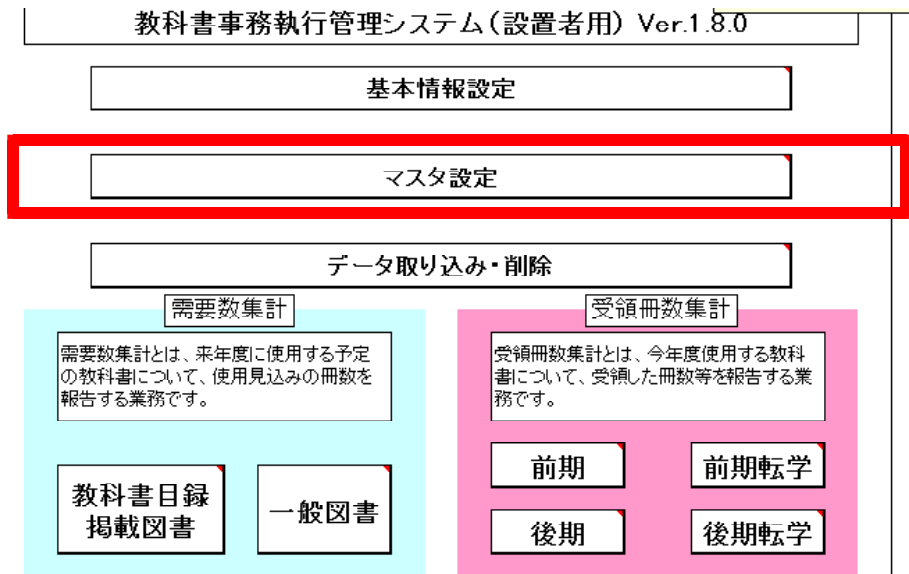 教科書事務執行管理システム（設置者用） Ver.1.8.0
基本情報設定
マスタ設定
データ取り込み・削除
需要数集計
需要数集計とは、来年度に使用する予定
の教科書について、使用見込みの冊数を
報告する業務です。
教科書目録
掲載図書
一般図書
受領冊数集計
受領冊数集計とは、今年度使用する教科
書について、受領した冊数等を報告する業
務です。
前期
前期転学
後期
後期転学